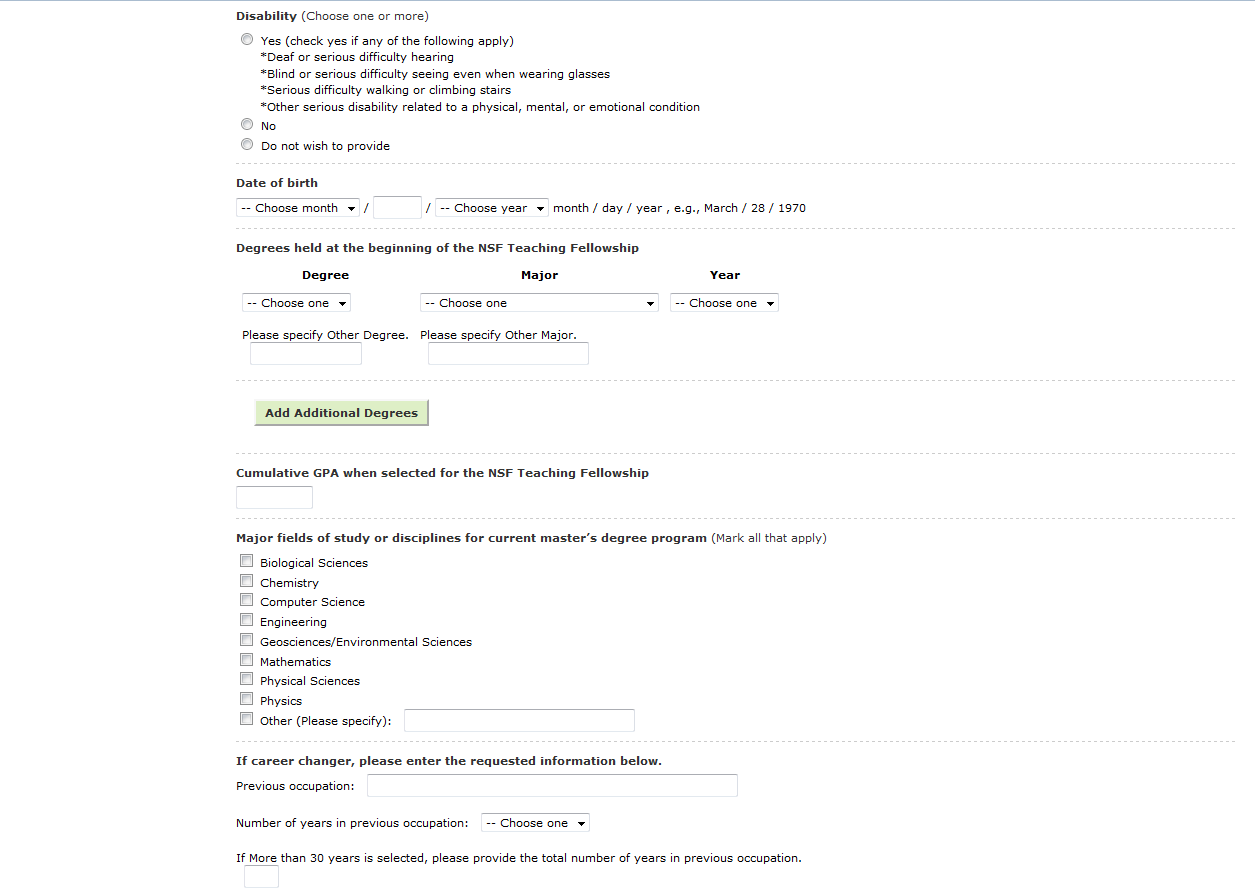 Disability (Choose one or more)
Yes (check yes if any of the following apply)
*Deaf or serious difficulty hearing
*Blind or serious difficulty seeing even when wearing glasses
*Serious difficulty walking or climbing stairs
*Other serious disability related to a physical, mental, or emotional condition
No
Do not wish to provide
Date of birth
-- Choose month / / -- Choose year month / day / year , e.g., March / 28 / 1970
Degrees held at the beginning of the NSF Teaching Fellowship
Degree Major Year
-- Choose one -- Choose one -- Choose one
Please specify Other Degree. Please specify Other Major.
Add Additional Degrees
Cumulative GPA when selected for the NSF Teaching Fellowship
Major fields of study or disciplines for current master’s degree program (Mark all that apply)
Biological Sciences
Chemistry
Computer Science
Engineering
Geosciences/Environmental Sciences
Mathematics
Physical Sciences
Physics
Other (Please specify):
If career changer, please enter the requested information below.
Previous occupation:
Number of years in previous occupation: -- Choose one
If More than 30 years is selected, please provide the total number of years in previous occupation.